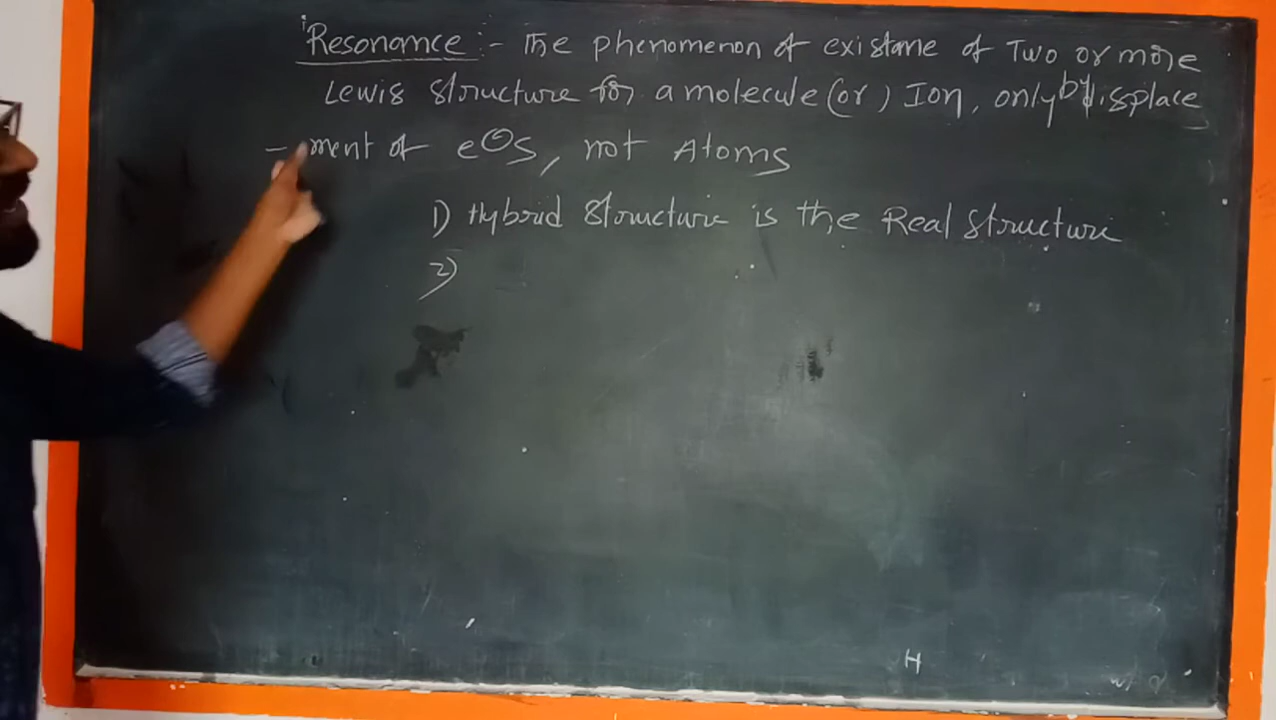 Resonance :- The phenomenon of existane of Two or more
Lewis structure for a molecule (or) Ion, only by displace
- ment of e⊖s, not Atoms
1) Hybrid Structure is the Real Structure
2)
H